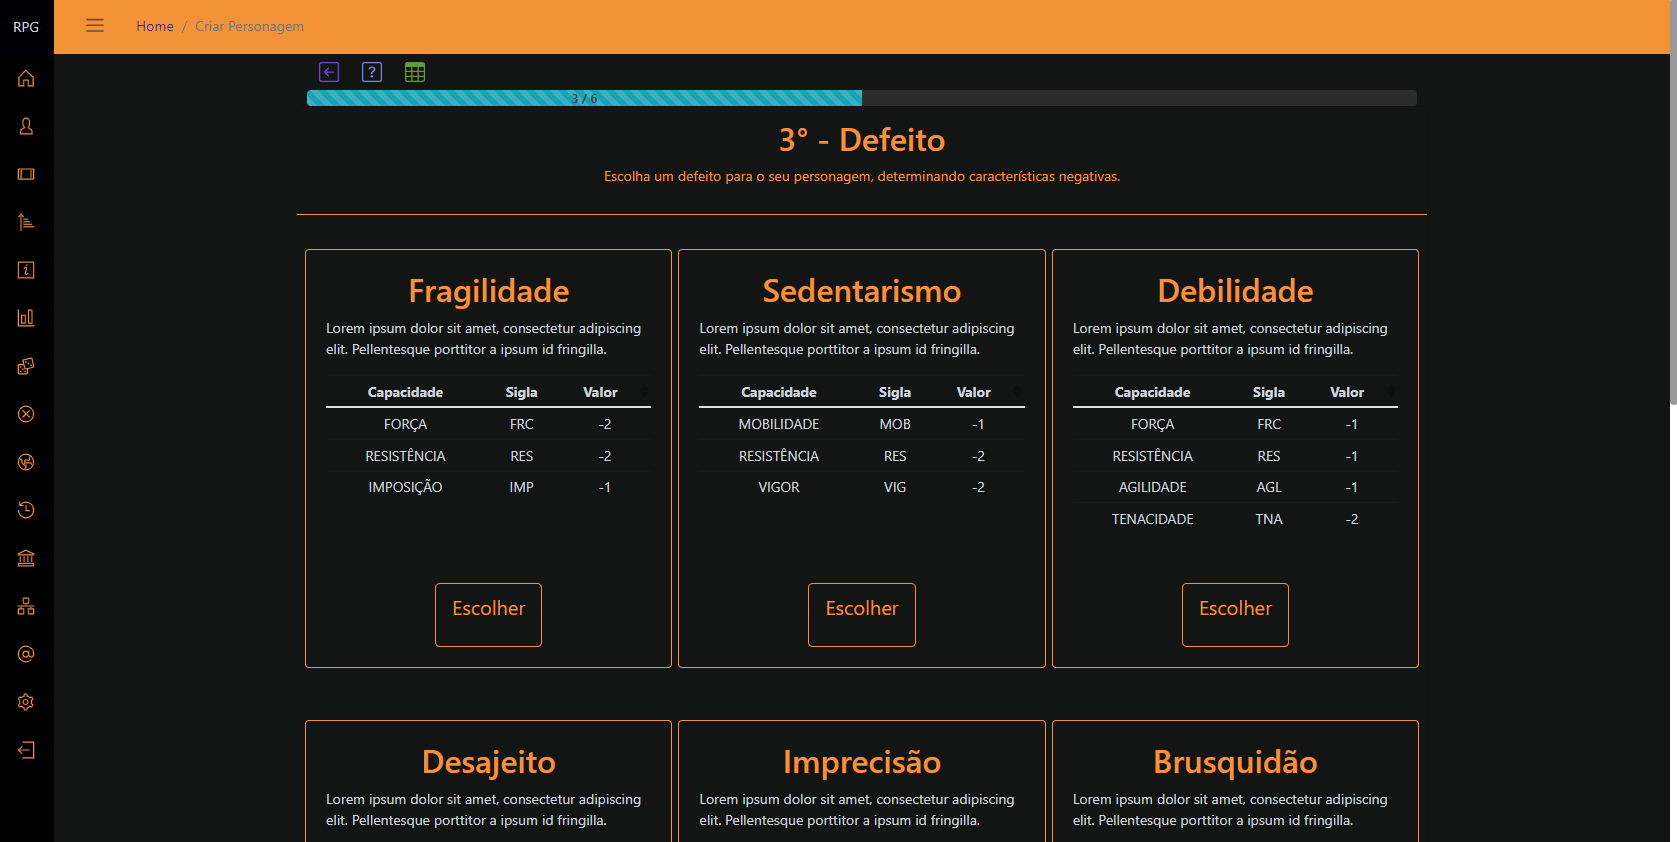 RPG
Home / Criar Personagem
3 / 6
3° - Defeito
Escolha um defeito para o seu personagem, determinando características negativas.
Fragilidade
Lorem ipsum dolor sit amet, consectetur adipiscing
elit. Pellentesque porttitor a ipsum id fringilla.
Capacidade Sigla Valor
FORÇA FRC -2
RESISTÊNCIA RES -2
IMPOSIÇÃO IMP -1
Escolher
Sedentarismo
Lorem ipsum dolor sit amet, consectetur adipiscing
elit. Pellentesque porttitor a ipsum id fringilla.
Capacidade Sigla Valor
MOBILIDADE MOB -1
RESISTÊNCIA RES -2
VIGOR VIG -2
Escolher
Debilidade
Lorem ipsum dolor sit amet, consectetur adipiscing
elit. Pellentesque porttitor a ipsum id fringilla.
Capacidade Sigla Valor
FORÇA FRC -1
RESISTÊNCIA RES -1
AGILIDADE AGL -1
TENACIDADE TNA -2
Escolher
Desajeito
Lorem ipsum dolor sit amet, consectetur adipiscing
elit. Pellentesque porttitor a ipsum id fringilla.
Imprecisão
Lorem ipsum dolor sit amet, consectetur adipiscing
elit. Pellentesque porttitor a ipsum id fringilla.
Brusquidão
Lorem ipsum dolor sit amet, consectetur adipiscing
elit. Pellentesque porttitor a ipsum id fringilla.